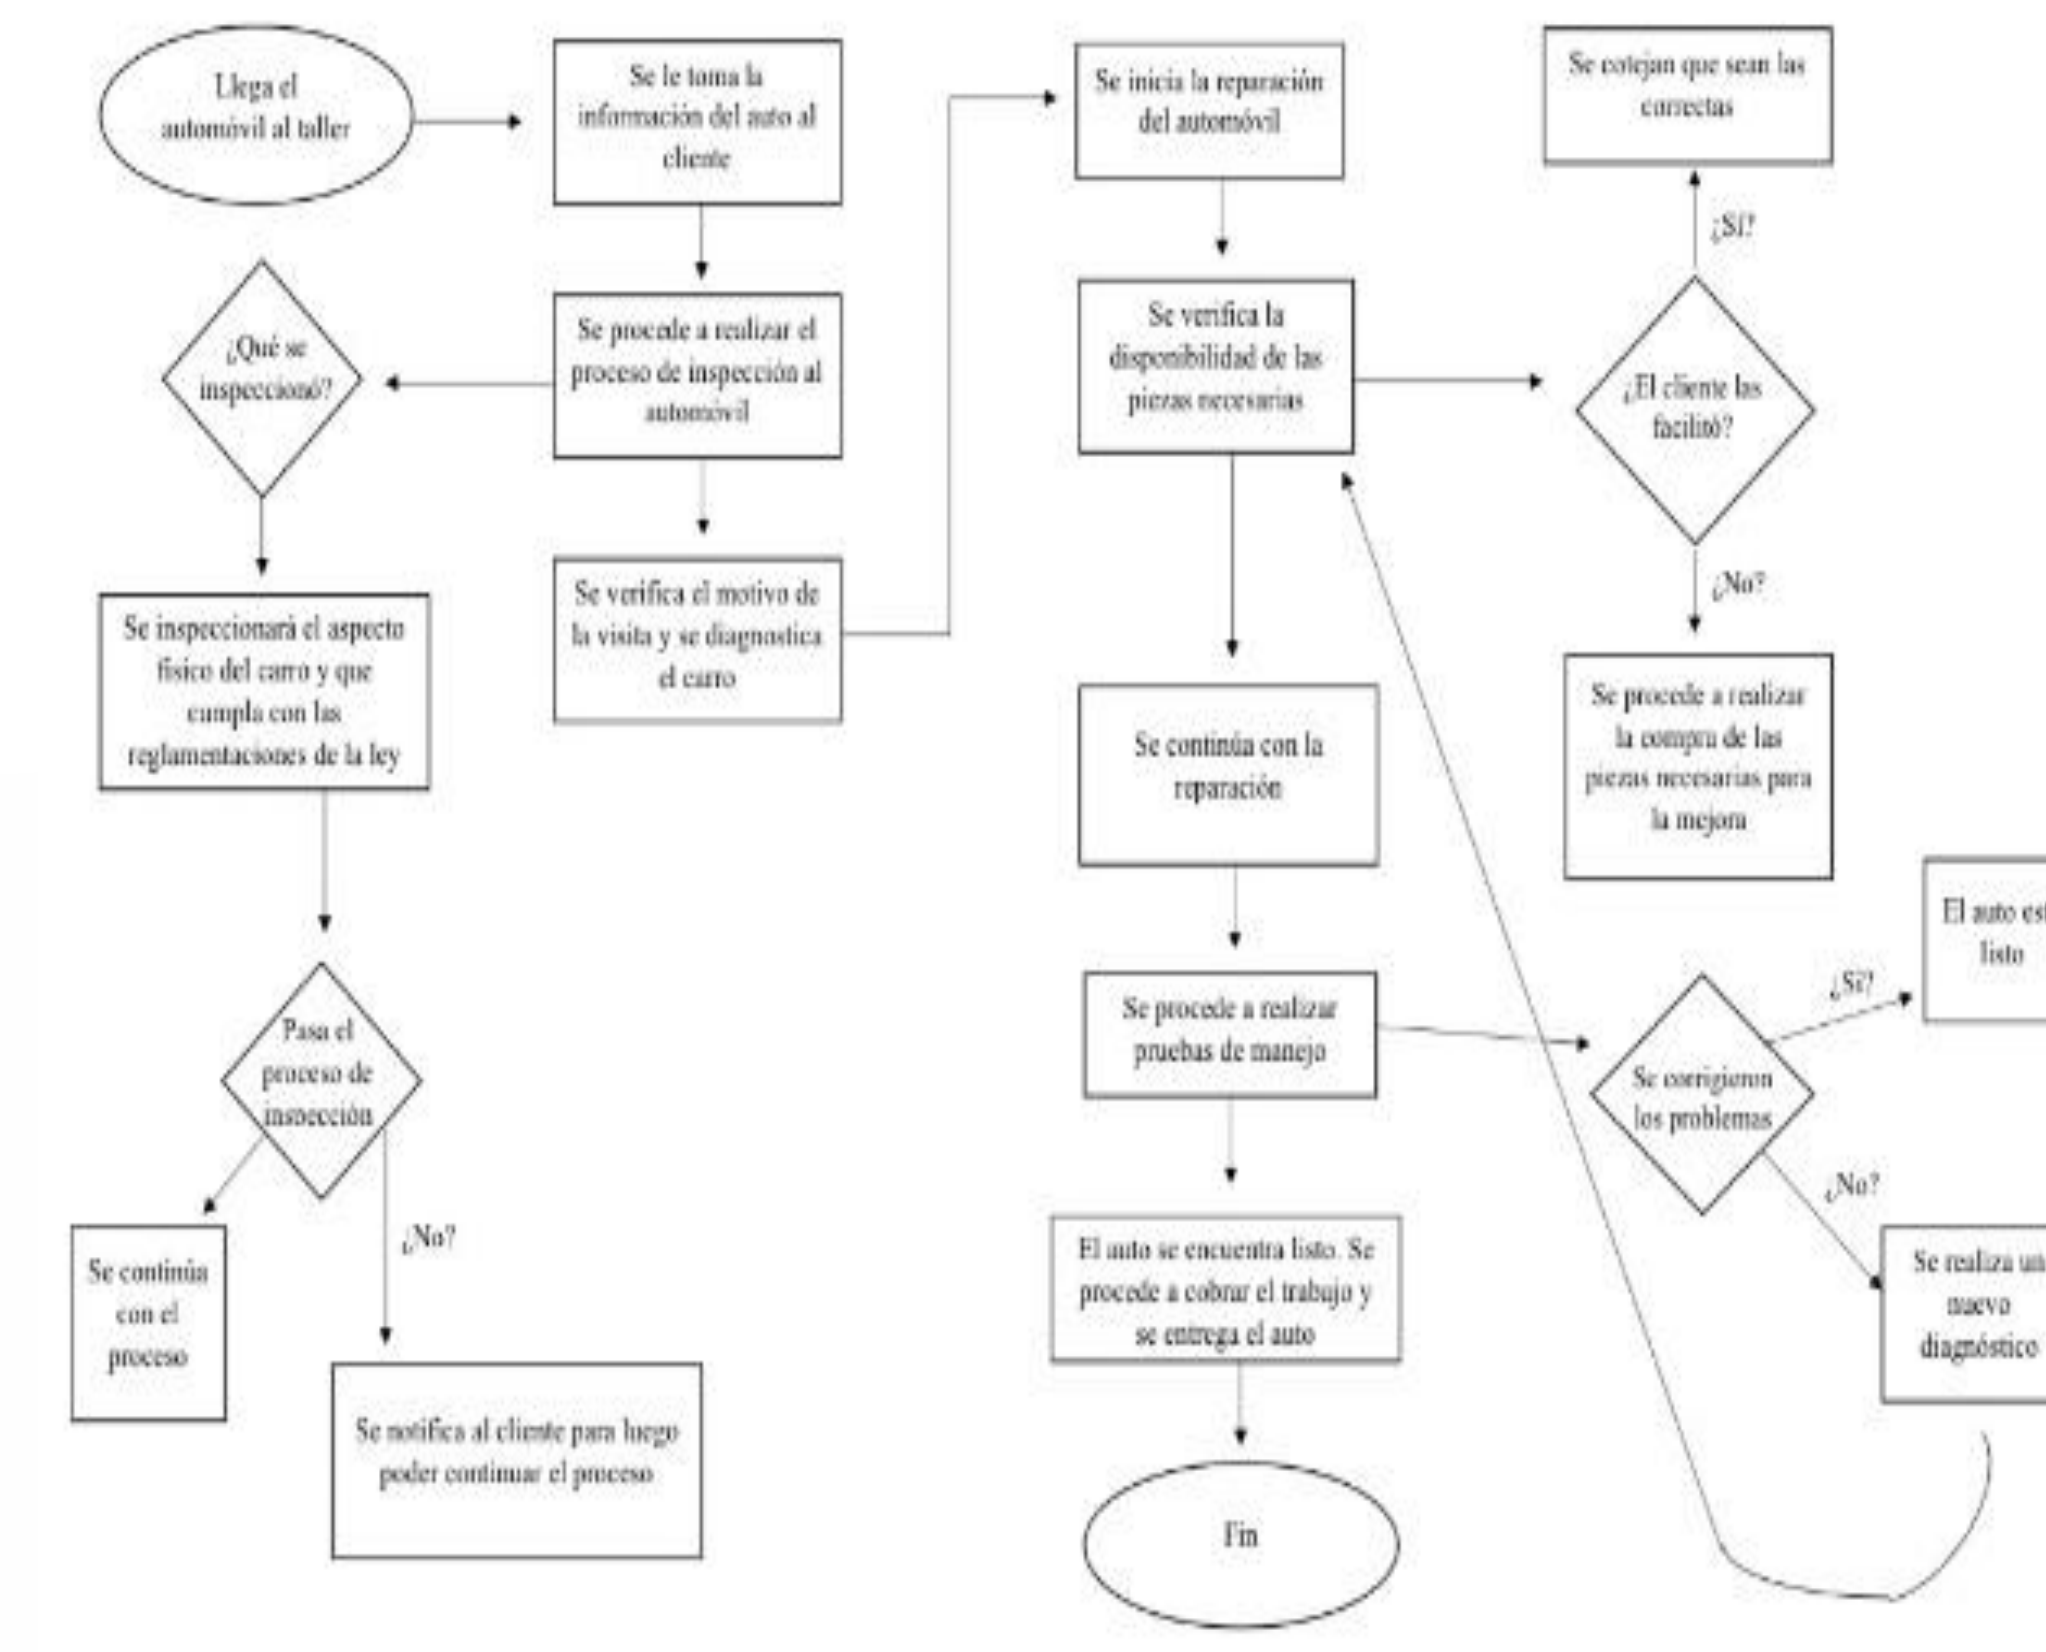 Llega el
automóvil al taller
Se le toma la
información del auto al
cliente
Se procede a realizar el
proceso de inspección al
automóvil
¿Qué se
inspeccionó?
Se inspeccionará el aspecto
físico del carro y que
cumpla con las
reglamentaciones de la ley
Pasa el
proceso de
inspección
Se continúa
con el
proceso
¿No?
Se notifica al cliente para luego
poder continuar el proceso
Se verifica el motivo de
la visita y se diagnostica
el carro
Se inicia la reparación
del automóvil
Se verifica la
disponibilidad de las
piezas necesarias
¿El cliente las
facilitó?
¿Sí?
Se cotejan que sean las
correctas
¿No?
Se procede a realizar
la compra de las
piezas necesarias para
la mejora
Se continúa con la
reparación
Se procede a realizar
pruebas de manejo
Se corrigieron
los problemas
¿Sí?
El auto
listo
¿No?
Se realiza un
nuevo
diagnóstico
El auto se encuentra listo. Se
procede a cobrar el trabajo y
se entrega el auto
Fin